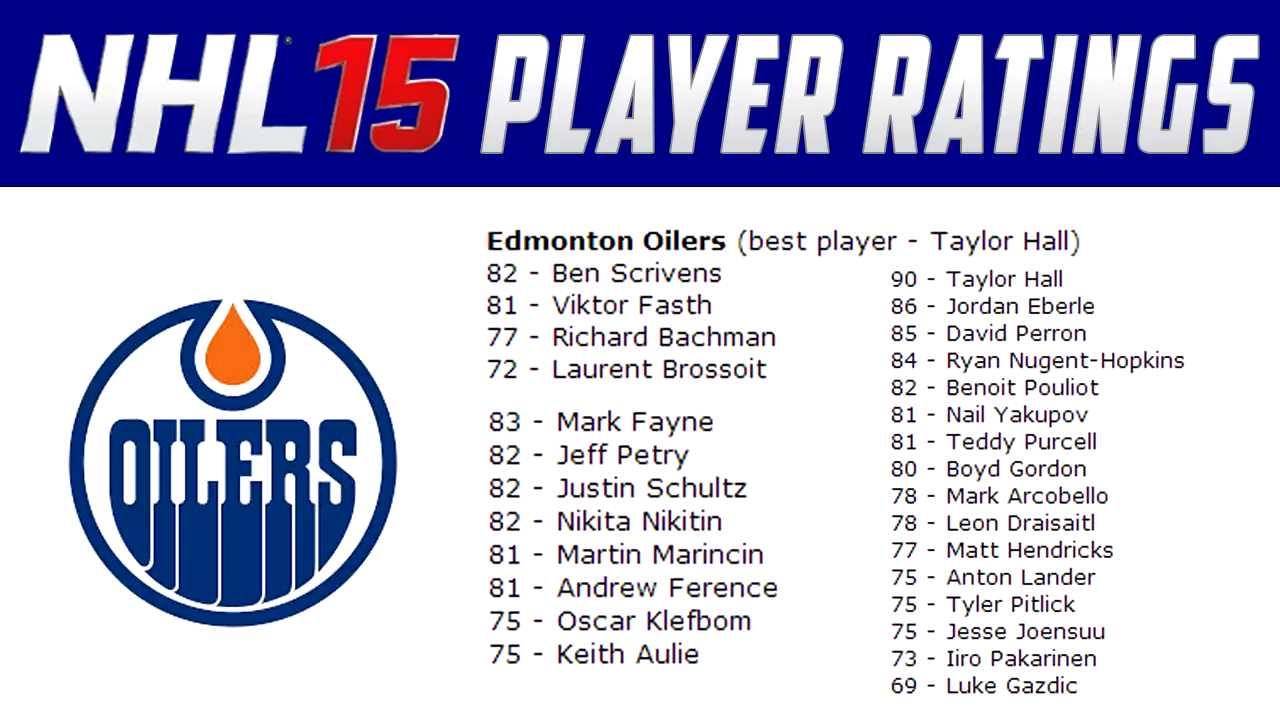 NHL 15 PLAYER RATINGS
OILERS
Edmonton Oilers (best player - Taylor Hall)
82 - Ben Scrivens
81 - Viktor Fasth
77 - Richard Bachman
72 - Laurent Brossoit
83 - Mark Fayne
82 - Jeff Petry
82 - Justin Schultz
82 - Nikita Nikitin
81 - Martin Marincin
81 - Andrew Ference
75 - Oscar Klefbom
75 - Keith Aulie
90 - Taylor Hall
86 - Jordan Eberle
85 - David Perron
84 - Ryan Nugent-Hopkins
82 - Benoit Pouliot
81 - Nail Yakupov
81 - Teddy Purcell
80 - Boyd Gordon
78 - Mark Arcobello
78 - Leon Draisaitl
77 - Matt Hendricks
75 - Anton Lander
75 - Tyler Pitlick
75 - Jesse Joensuu
73 - Iiro Pakarinen
69 - Luke Gazdic